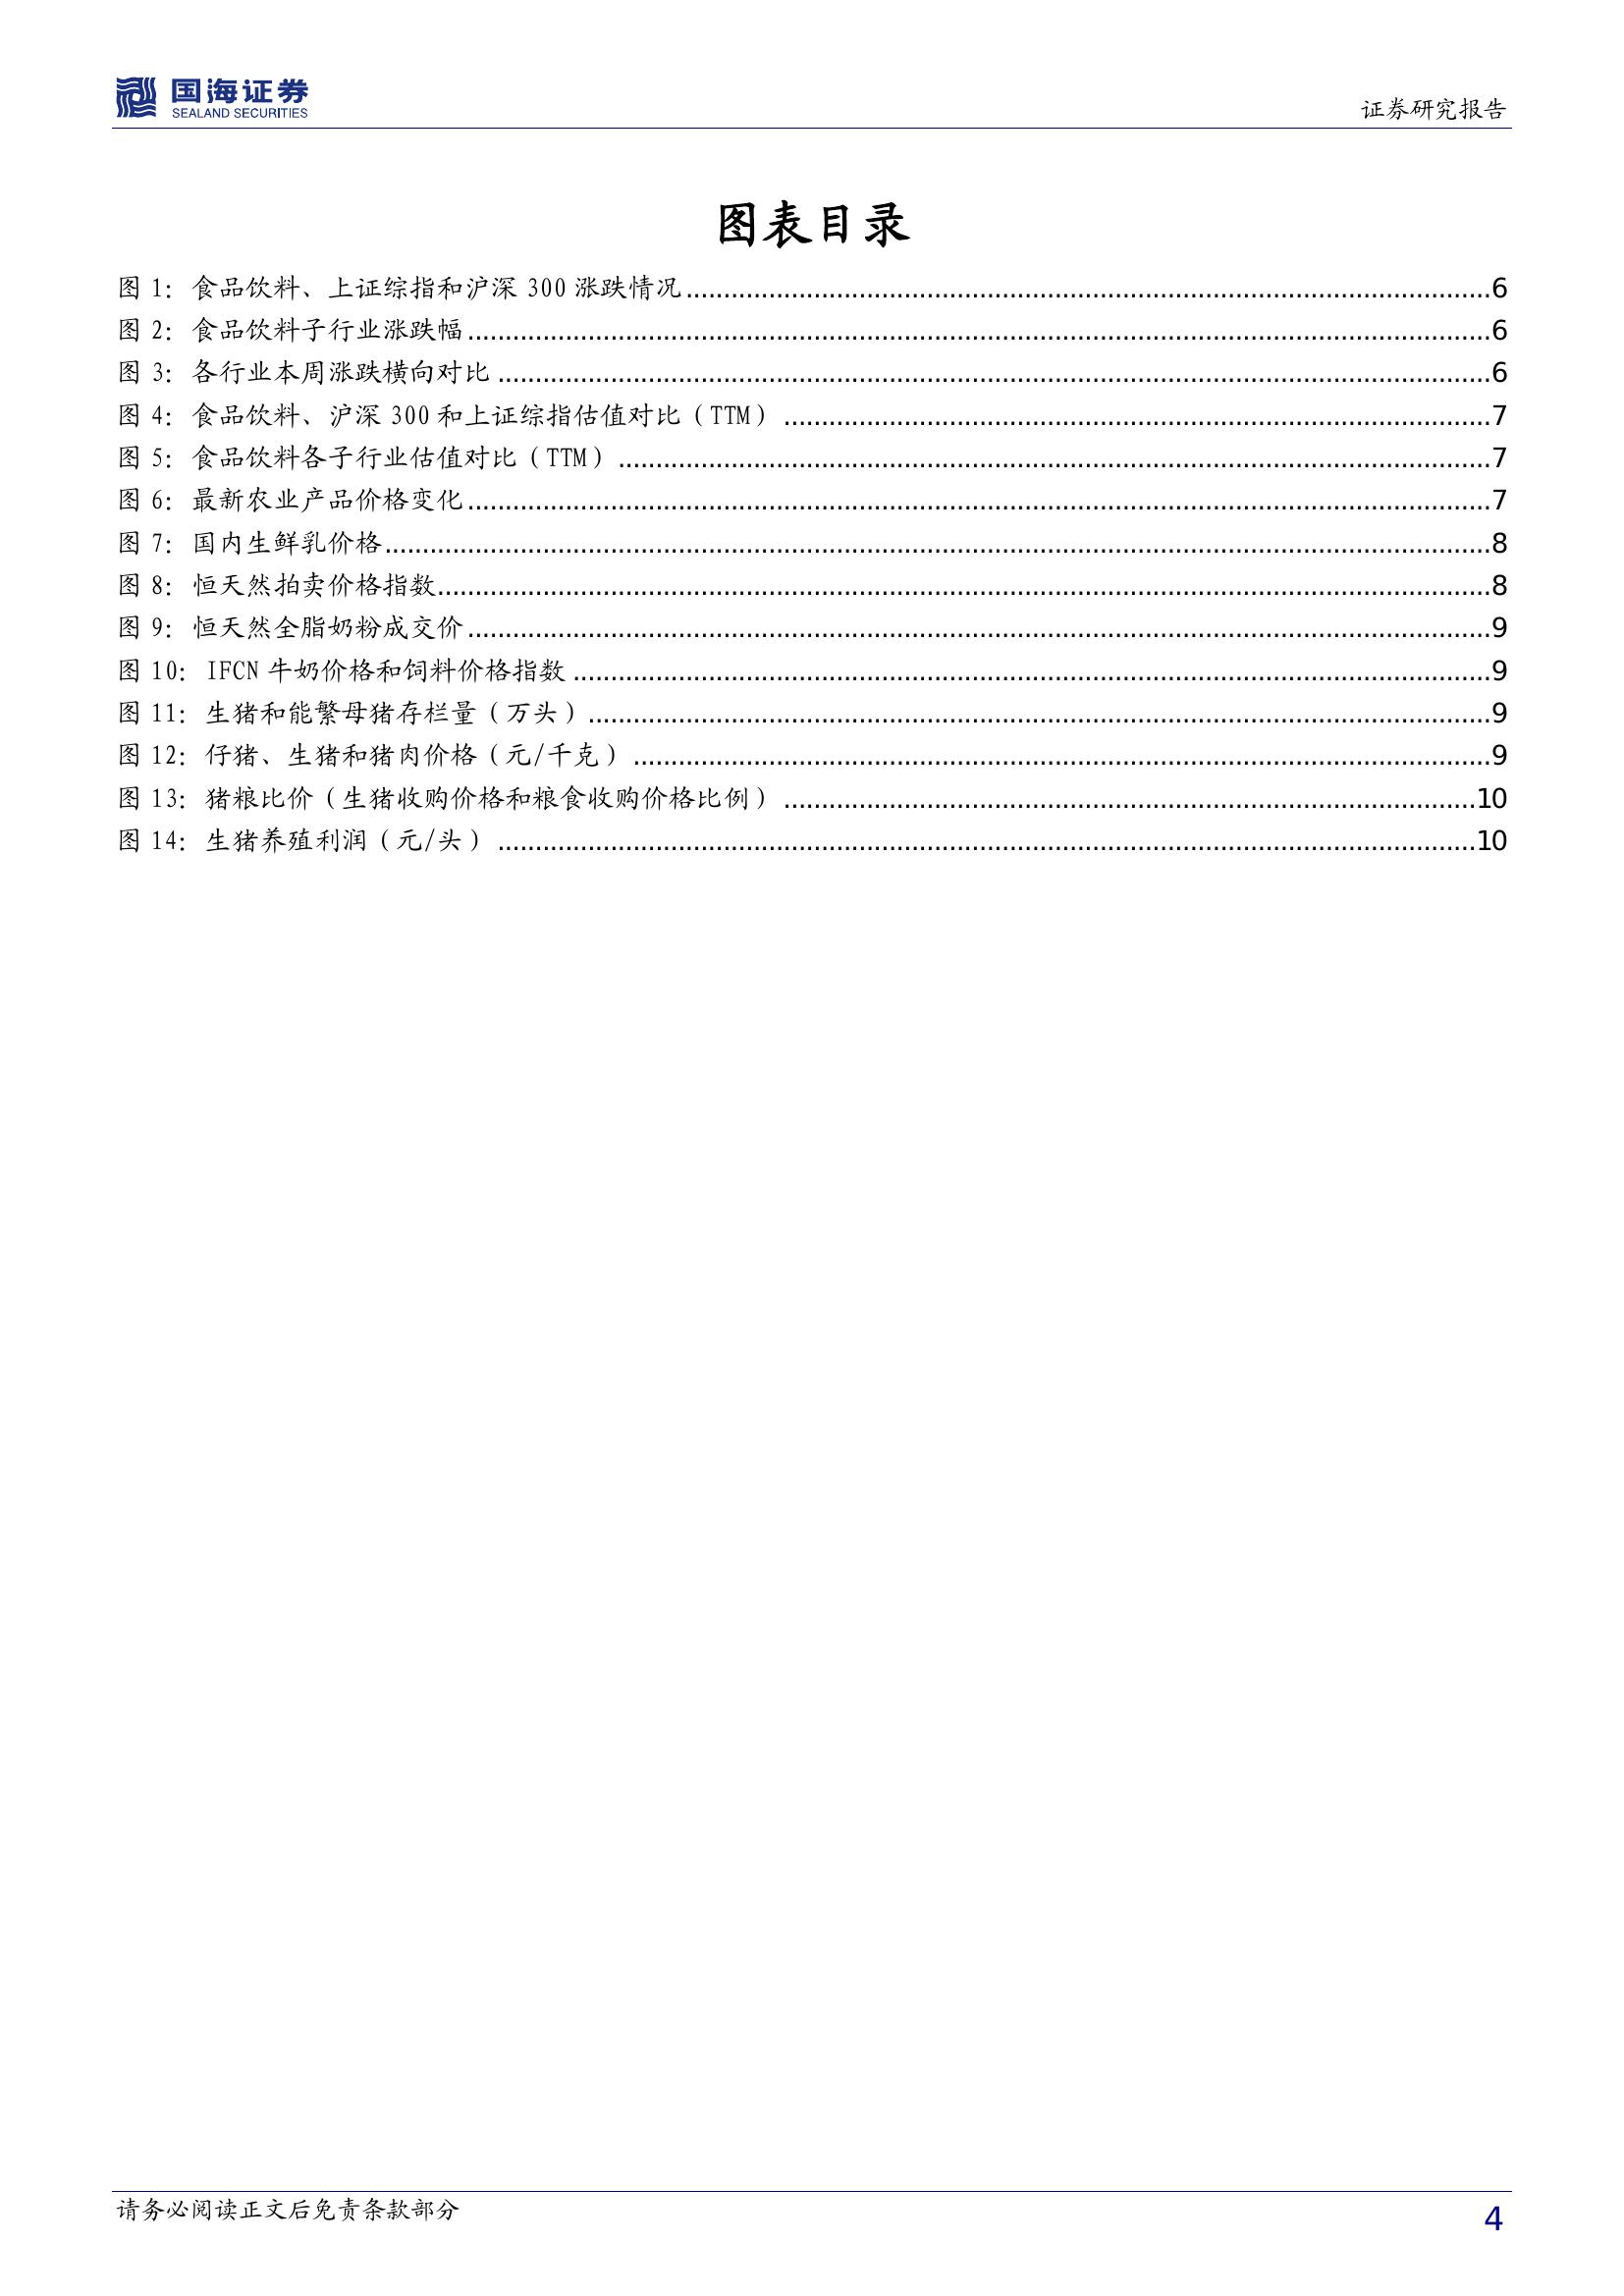 国海证券
SEALAND SECURITIES
证券研究报告
图表目录
图 1：食品饮料、上证综指和沪深 300 涨跌情况......6
图 2：食品饮料子行业涨跌幅......6
图 3：各行业本周涨跌横向对比......6
图 4：食品饮料、沪深 300 和上证综指估值对比（TTM）......7
图 5：食品饮料各子行业估值对比（TTM）......7
图 6：最新农业产品价格变化......7
图 7：国内生鲜乳价格......8
图 8：恒天然拍卖价格指数......8
图 9：恒天然全脂奶粉成交价......9
图 10：IFCN 牛奶价格和饲料价格指数......9
图 11：生猪和能繁母猪存栏量（万头）......9
图 12：仔猪、生猪和猪肉价格（元/千克）......9
图 13：猪粮比价（生猪收购价格和粮食收购价格比例）......10
图 14：生猪养殖利润（元/头）......10
请务必阅读正文后免责条款部分
4